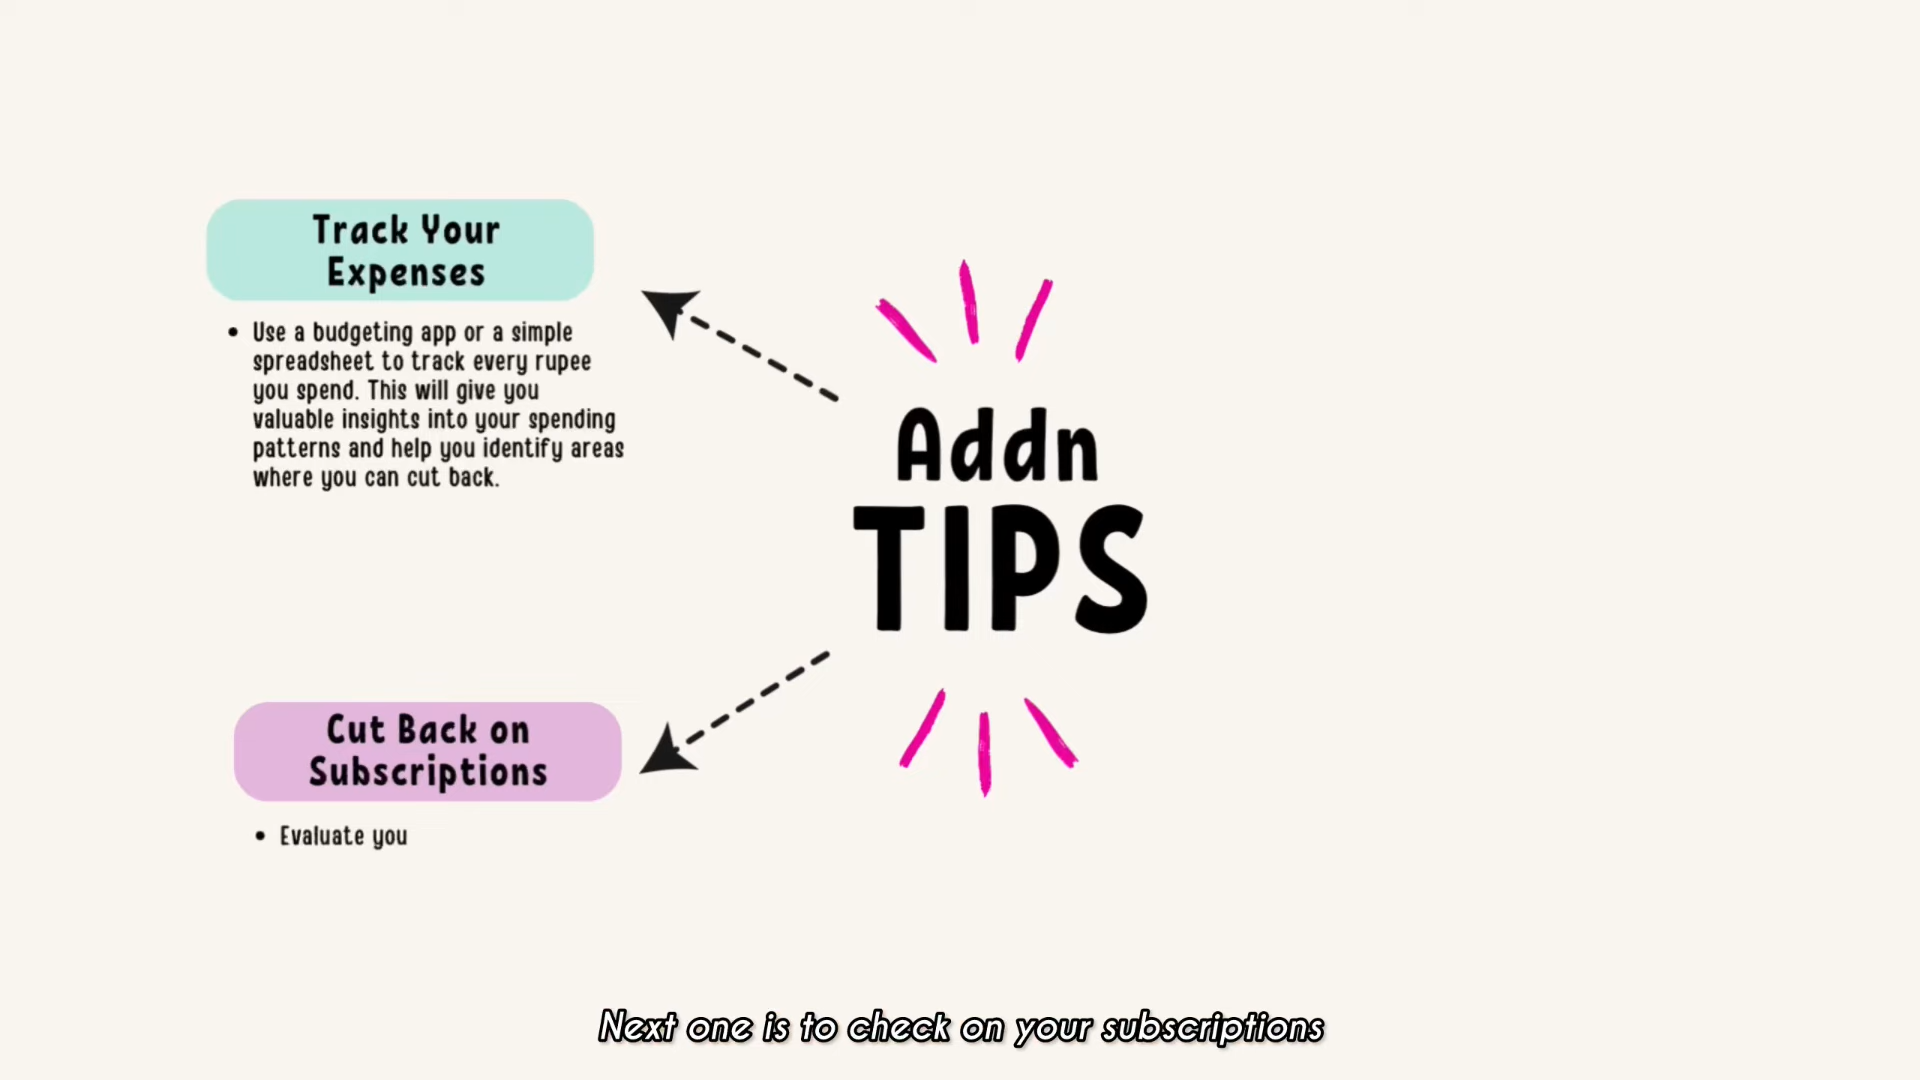 Track Your
Expenses
• Use a budgeting app or a simple
spreadsheet to track every rupee
you spend. This will give you
valuable insights into your spending
patterns and help you identify areas
where you can cut back.
Addn
TIPS
Cut Back on
Subscriptions
• Evaluate you
Next one is to check on your subscriptions